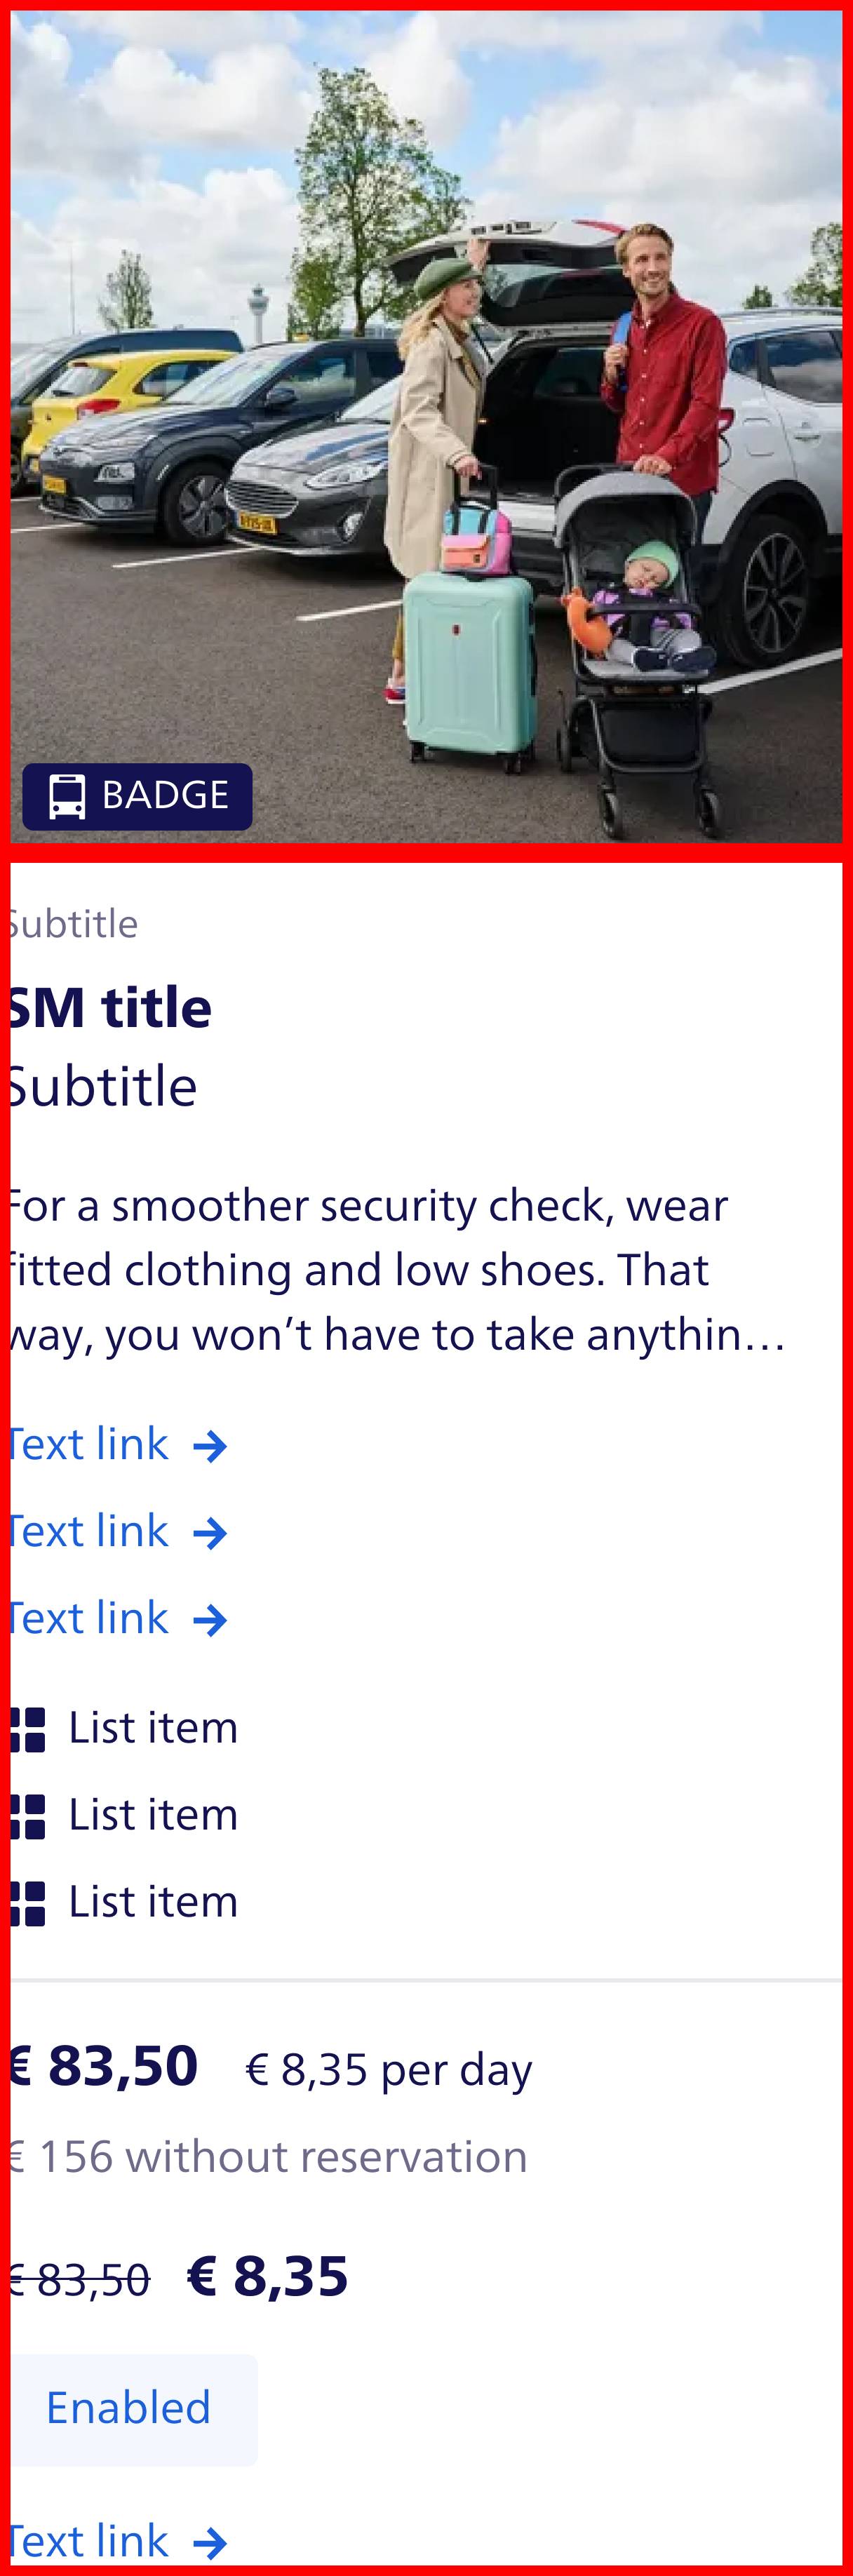 BADGE
Subtitle
SM title
Subtitle
For a smoother security check, wear
fitted clothing and low shoes. That
way, you won’t have to take anythin…
Text link
Text link
Text link
List item
List item
List item
€ 83,50 € 8,35 per day
€ 156 without reservation
€ 83,50 € 8,35
Enabled
Text link